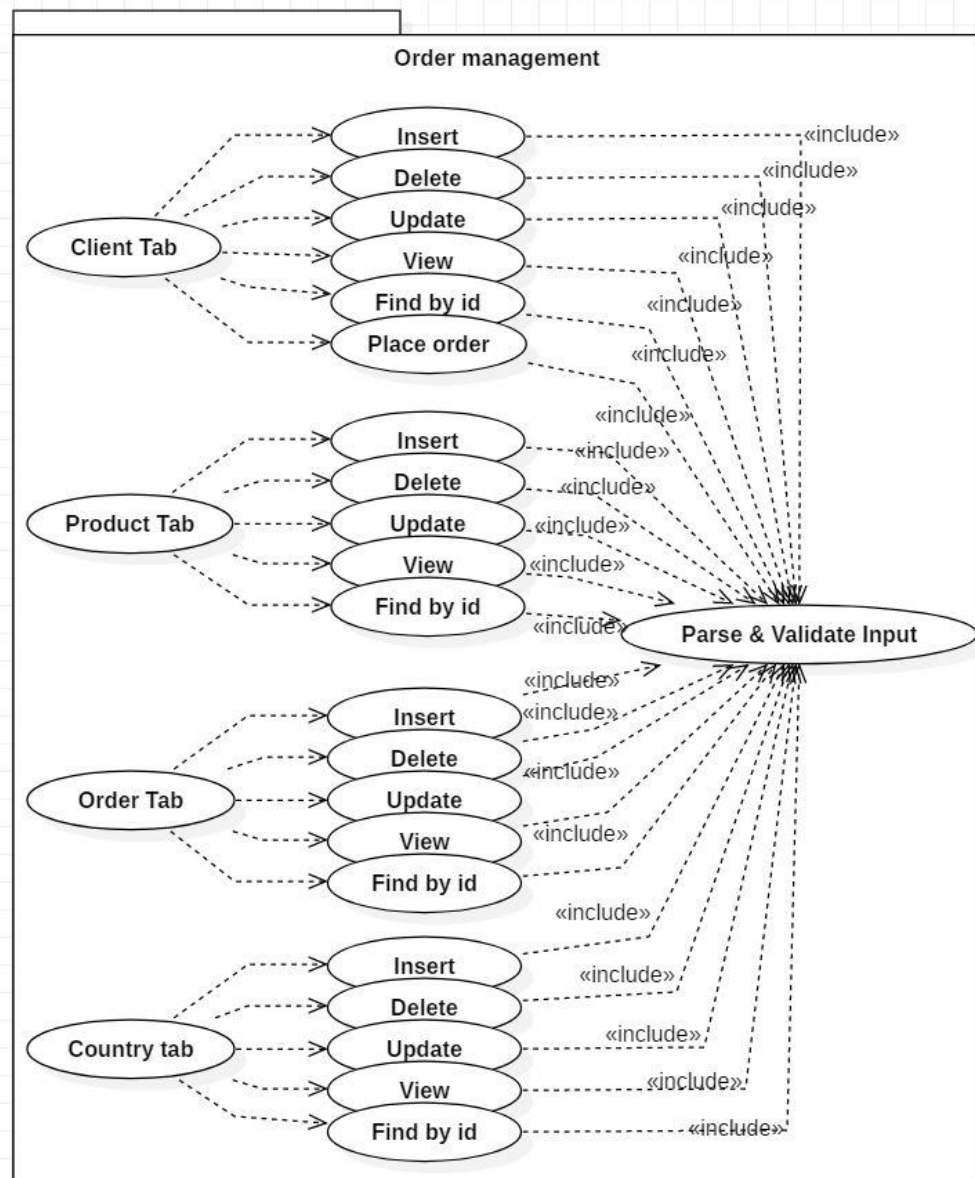 Order management
Client Tab
Insert
Delete
Update
View
Find by id
Place order
«include»
«include»
«include»
«include»
«include»
«include»
Product Tab
Insert
Delete
Update
View
Find by id
«include»
«include»
«include»
«include»
«include»
«include»
Parse & Validate Input
Order Tab
Insert
Delete
Update
View
Find by id
«include»
«include»
«include»
«include»
Country tab
Insert
Delete
Update
View
Find by id
«include»
«include»
«include»
«include»
«include»